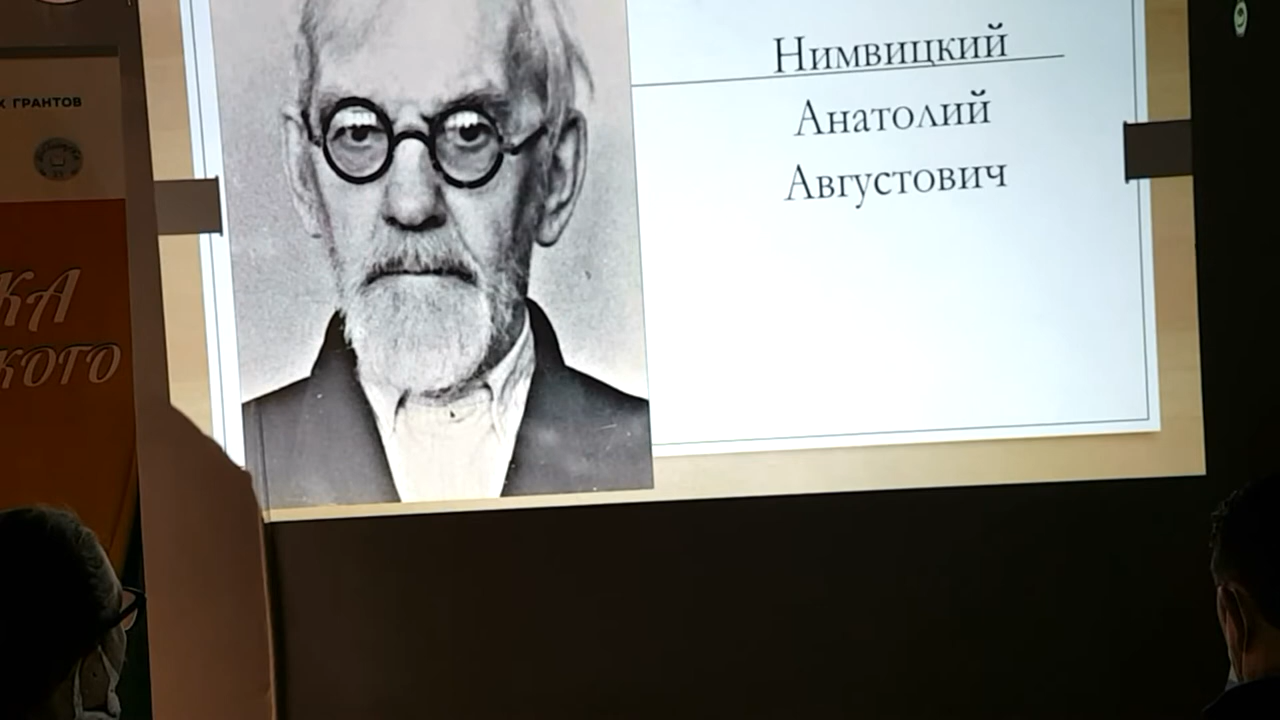 Х ГРАНТОВ
КА
КОГО
Нимвицкий
Анатолий
Августович